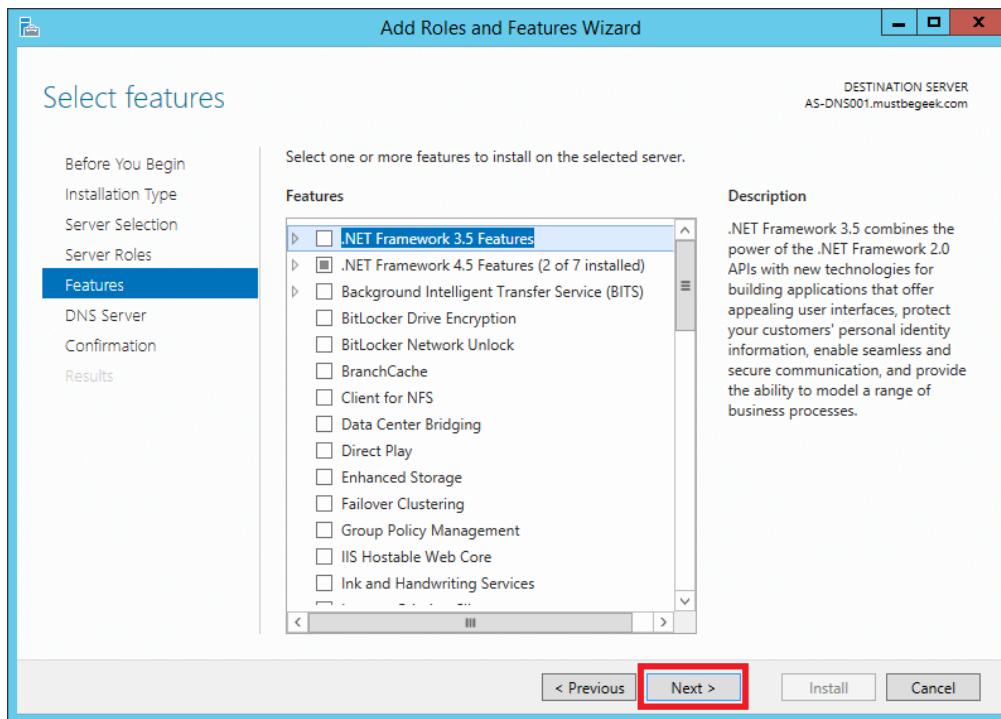 Add Roles and Features Wizard
Select features
DESTINATION SERVER
AS-DNS001.mustbegeek.com
Before You Begin
Installation Type
Server Selection
Server Roles
Features
DNS Server
Confirmation
Results
Select one or more features to install on the selected server.
Features
.NET Framework 3.5 Features
.NET Framework 4.5 Features (2 of 7 installed)
Background Intelligent Transfer Service (BITS)
BitLocker Drive Encryption
BitLocker Network Unlock
BranchCache
Client for NFS
Data Center Bridging
Direct Play
Enhanced Storage
Failover Clustering
Group Policy Management
IIS Hostable Web Core
Ink and Handwriting Services
Description
.NET Framework 3.5 combines the
power of the .NET Framework 2.0
APIs with new technologies for
building applications that offer
appealing user interfaces, protect
your customers' personal identity
information, enable seamless and
secure communication, and provide
the ability to model a range of
business processes.
< Previous
Next >
Install
Cancel